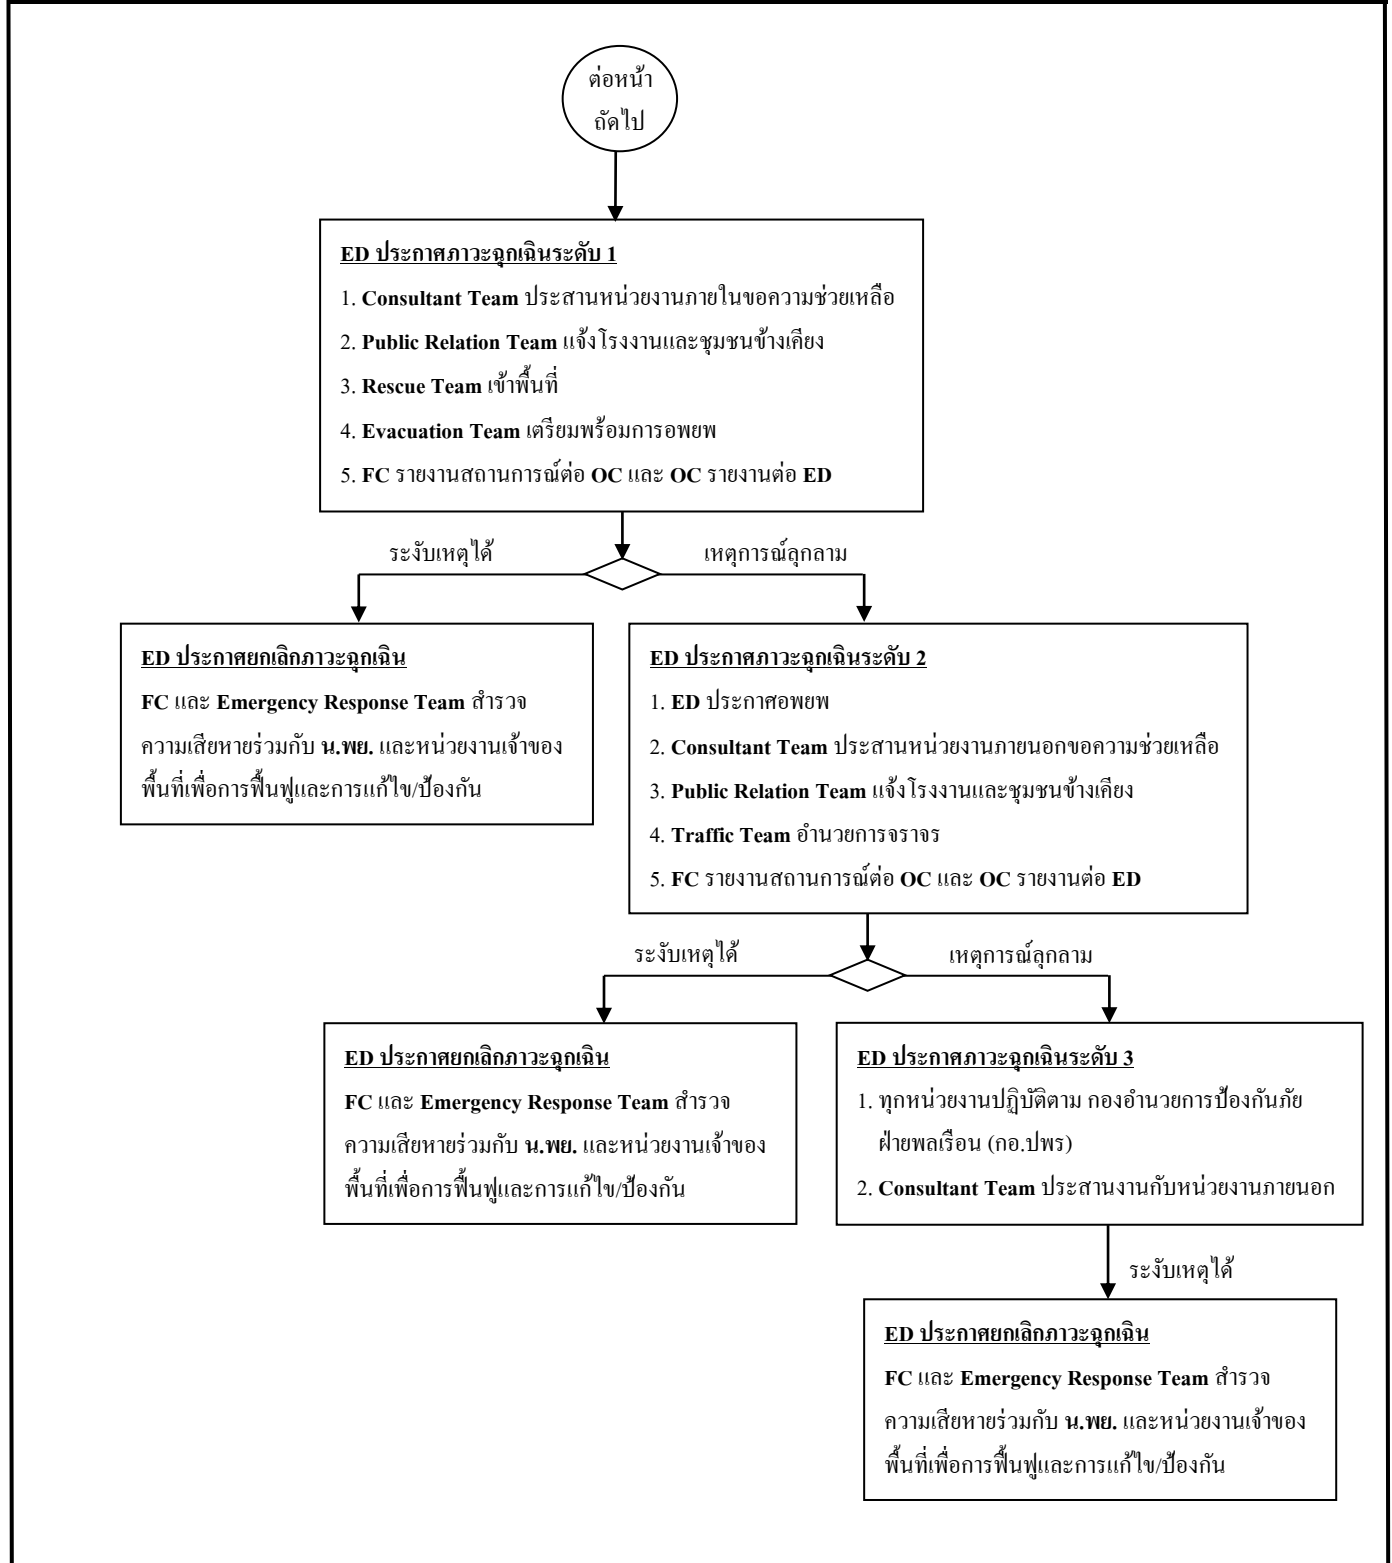 ต่อหน้า
ถัดไป
ED ประกาศภาวะฉุกเฉินระดับ 1
1. Consultant Team ประสานหน่วยงานภายในขอความช่วยเหลือ
2. Public Relation Team แจ้งโรงงานและชุมชนข้างเคียง
3. Rescue Team เข้าพื้นที่
4. Evacuation Team เตรียมพร้อมการอพยพ
5. FC รายงานสถานการณ์ต่อ OC และ OC รายงานต่อ ED
ระงับเหตุได้
เหตุการณ์ลุกลาม
ED ประกาศยกเลิกภาวะฉุกเฉิน
FC และ Emergency Response Team สำรวจ
ความเสียหายร่วมกับ น.พย. และหน่วยงานเจ้าของ
พื้นที่เพื่อการฟื้นฟูและการแก้ไข/ป้องกัน
ED ประกาศภาวะฉุกเฉินระดับ 2
1. ED ประกาศอพยพ
2. Consultant Team ประสานหน่วยงานภายนอกขอความช่วยเหลือ
3. Public Relation Team แจ้งโรงงานและชุมชนข้างเคียง
4. Traffic Team อำนวยการจราจร
5. FC รายงานสถานการณ์ต่อ OC และ OC รายงานต่อ ED
ระงับเหตุได้
เหตุการณ์ลุกลาม
ED ประกาศยกเลิกภาวะฉุกเฉิน
FC และ Emergency Response Team สำรวจ
ความเสียหายร่วมกับ น.พย. และหน่วยงานเจ้าของ
พื้นที่เพื่อการฟื้นฟูและการแก้ไข/ป้องกัน
ED ประกาศภาวะฉุกเฉินระดับ 3
1. ทุกหน่วยงานปฏิบัติตาม กองอำนวยการป้องกันภัย
ฝ่ายพลเรือน (กอ.ปพร)
2. Consultant Team ประสานงานกับหน่วยงานภายนอก
ระงับเหตุได้
ED ประกาศยกเลิกภาวะฉุกเฉิน
FC และ Emergency Response Team สำรวจ
ความเสียหายร่วมกับ น.พย. และหน่วยงานเจ้าของ
พื้นที่เพื่อการฟื้นฟูและการแก้ไข/ป้องกัน